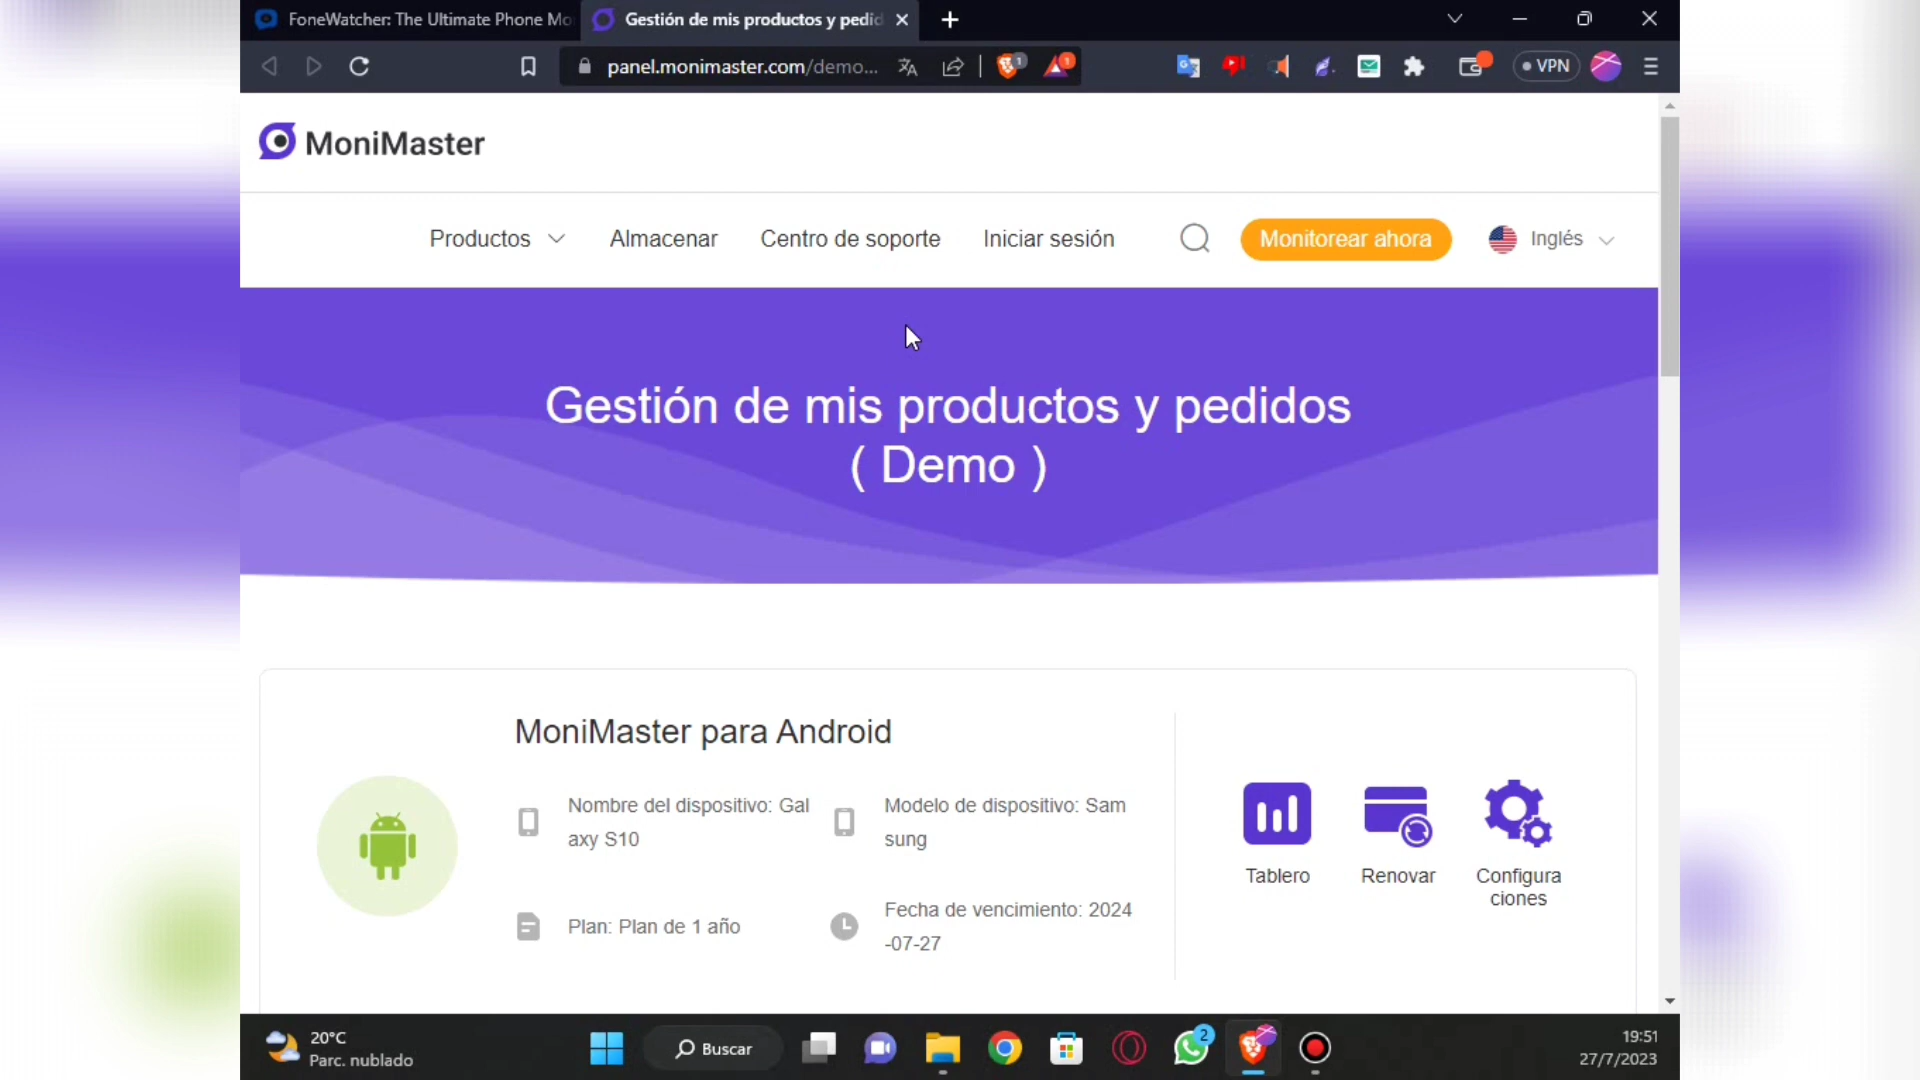 FoneWatcher: The Ultimate Phone Mo
Gestión de mis productos y pedid
panel.monimaster.com/demo...
1
1
VPN
MoniMaster
Productos
Almacenar
Centro de soporte
Iniciar sesión
Monitorear ahora
Inglés
Gestión de mis productos y pedidos
( Demo )
MoniMaster para Android
Nombre del dispositivo: Gal
axy S10
Modelo de dispositivo: Sam
sung
Plan: Plan de 1 año
Fecha de vencimiento: 2024
-07-27
Tablero
Renovar
Configura
ciones
20°C
Parc. nublado
Buscar
2
19:51
27/7/2023